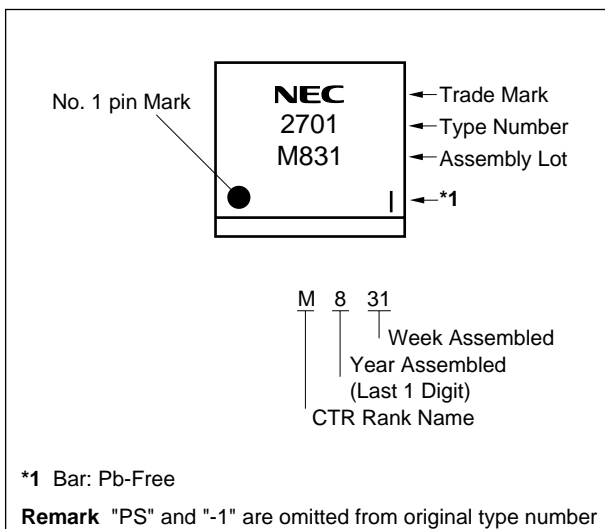 No. 1 pin Mark
NEC
2701
M831
Trade Mark
Type Number
Assembly Lot
*1
M 8 31
Week Assembled
Year Assembled
(Last 1 Digit)
CTR Rank Name
*1 Bar: Pb-Free
Remark "PS" and "-1" are omitted from original type number